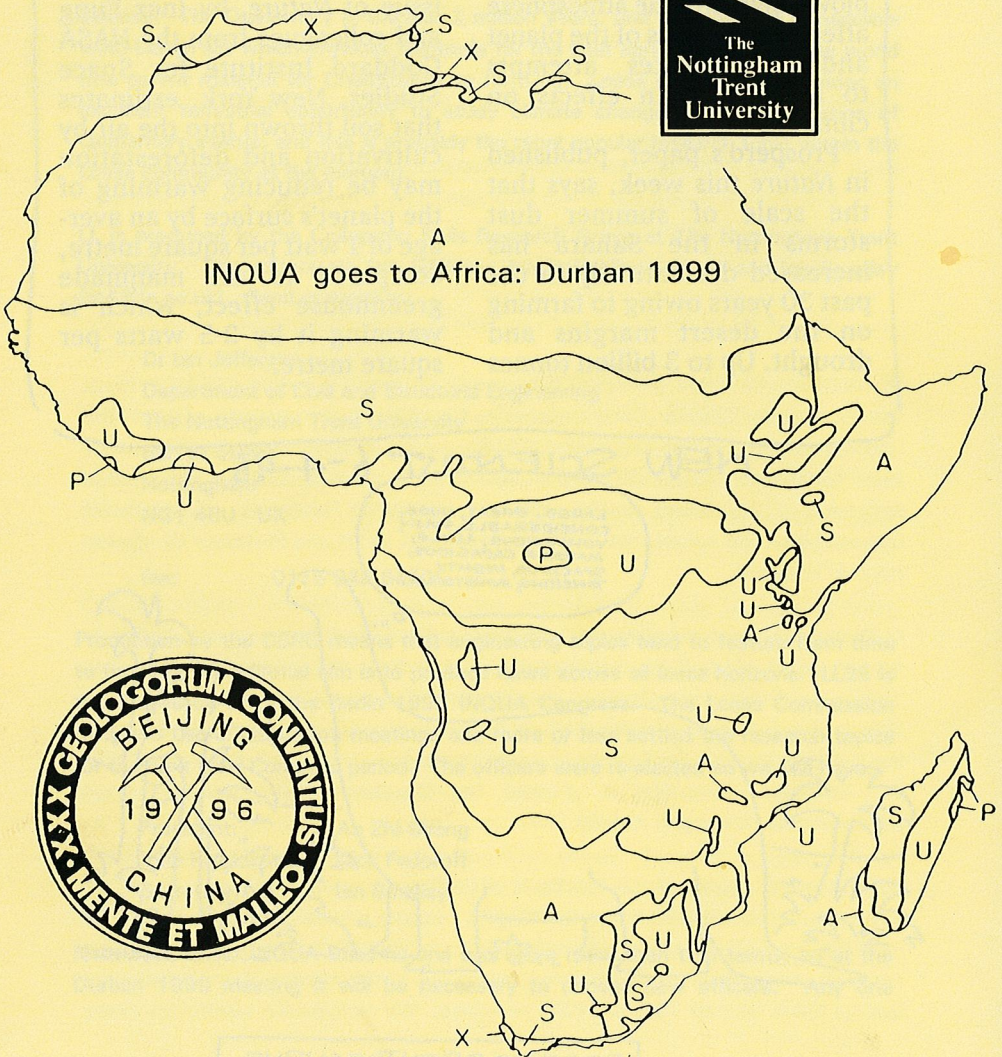 The
Nottingham
Trent
University
S
X
S
X
S
S
A
INQUA goes to Africa: Durban 1999
S
U
P
U
U
U
A
S
P
U
U
U
A
U
U
U
S
U
A
U
U
U
A
S
U
S
U
X
S
S
U
P
A
XXX GEOLOGORUM CONVENTUS
MENTE ET MALLEO
BEIJING
19 96
CHINA